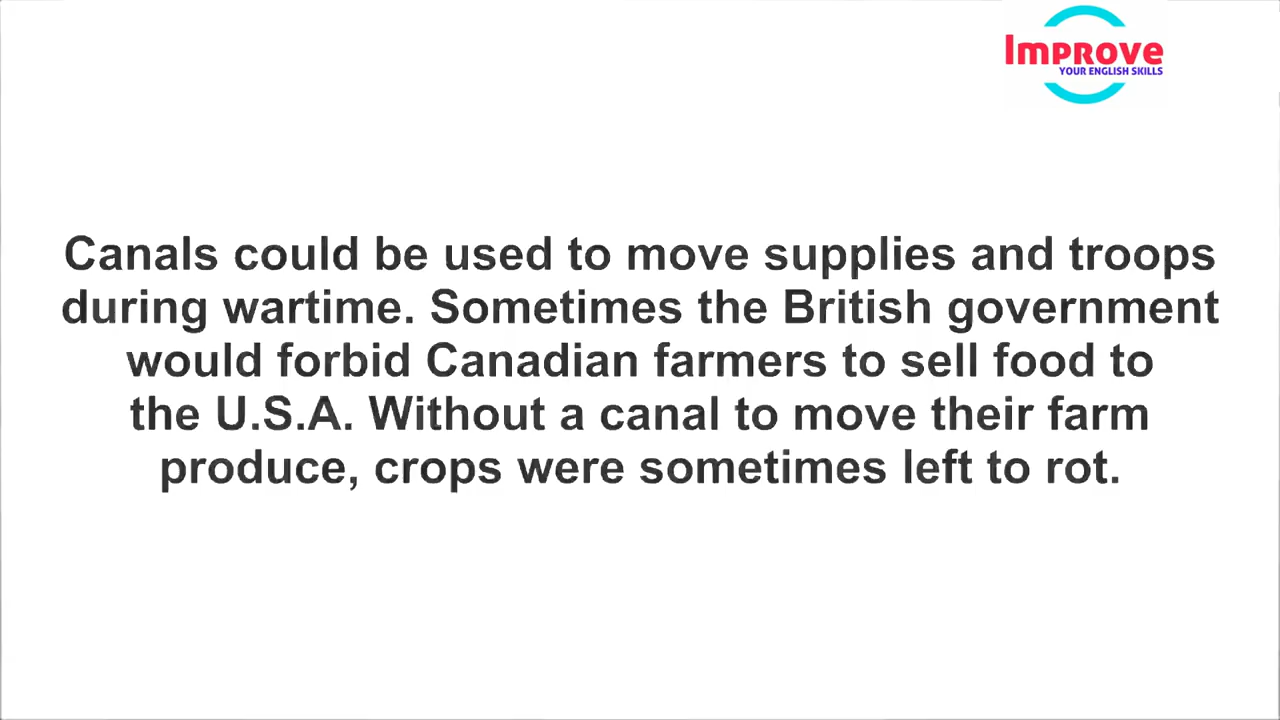 Improve
YOUR ENGLISH SKILLS
Canals could be used to move supplies and troops
during wartime. Sometimes the British government
would forbid Canadian farmers to sell food to
the U.S.A. Without a canal to move their farm
produce, crops were sometimes left to rot.